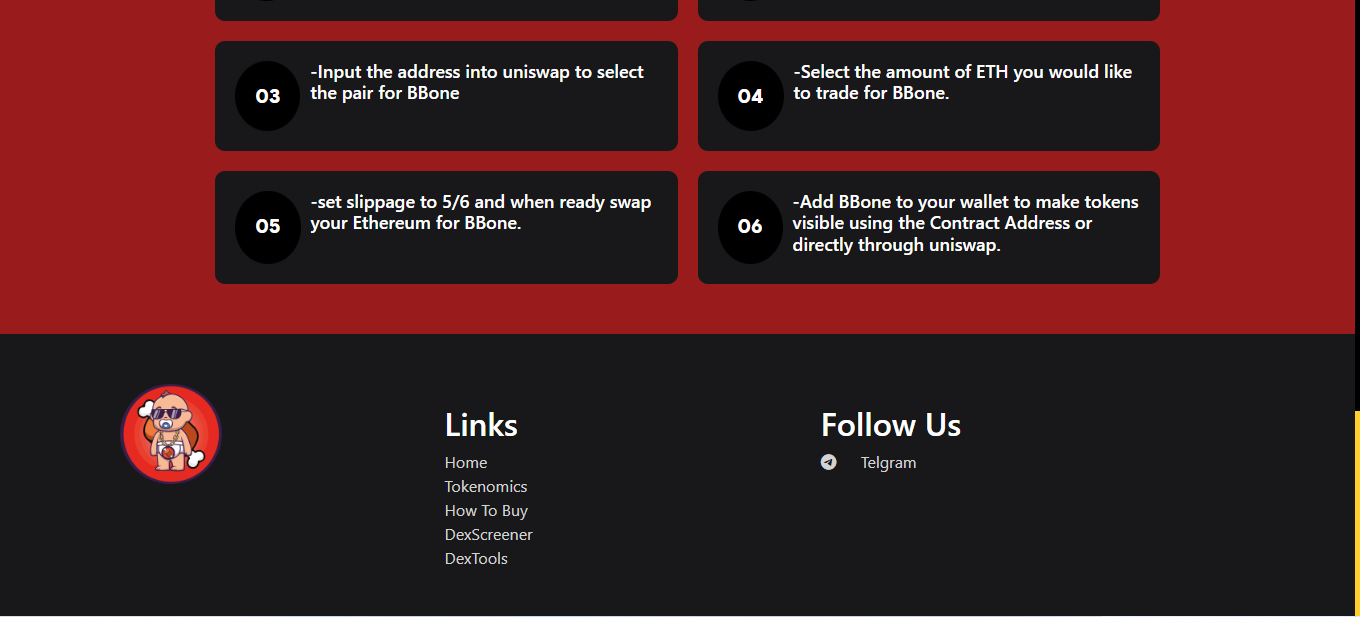 03
-Input the address into uniswap to select
the pair for BBone
04
-Select the amount of ETH you would like
to trade for BBone.
05
-set slippage to 5/6 and when ready swap
your Ethereum for BBone.
06
-Add BBone to your wallet to make tokens
visible using the Contract Address or
directly through uniswap.
Links
Home
Tokenomics
How To Buy
DexScreener
DexTools
Follow Us
Telgram